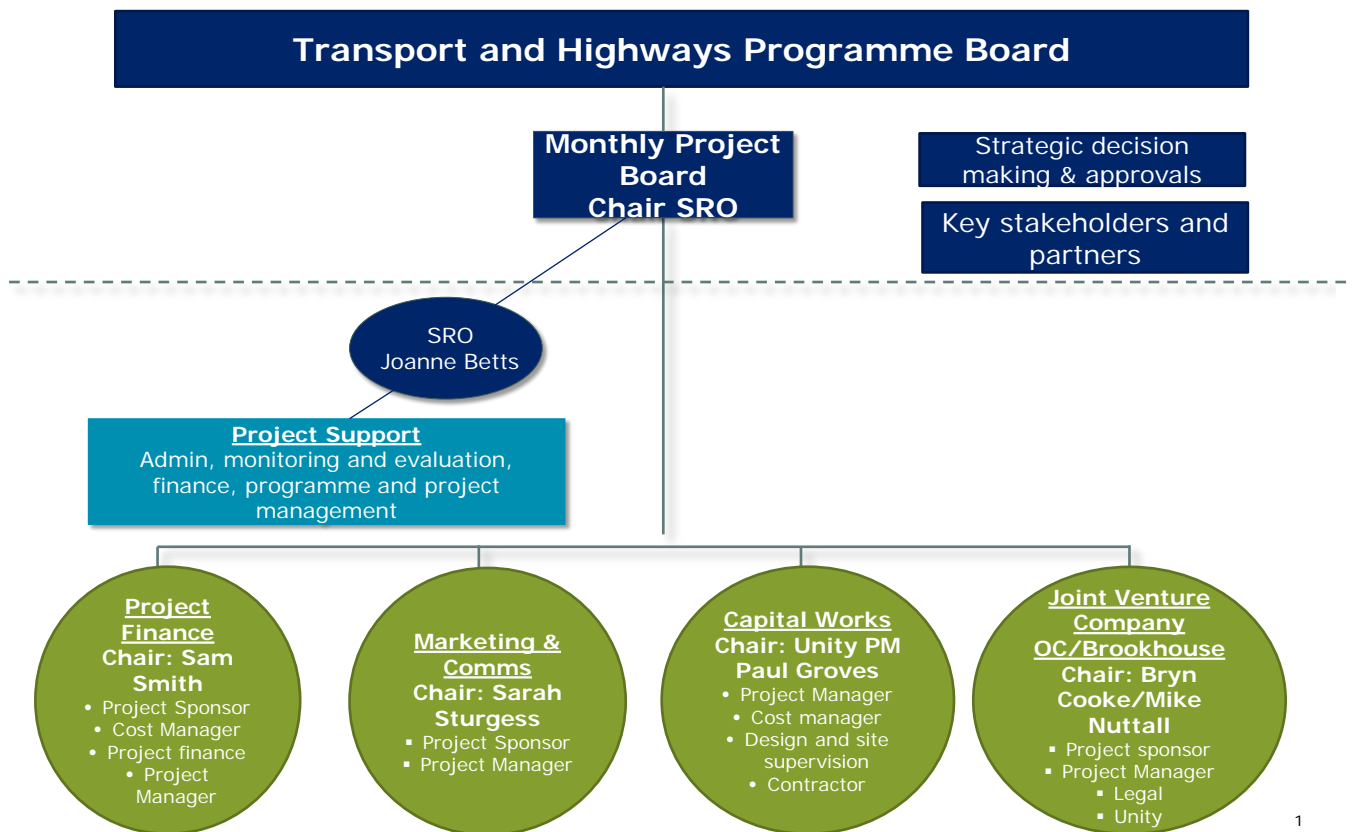 Transport and Highways Programme Board
Monthly Project
Board
Chair SRO
Strategic decision
making & approvals
Key stakeholders and
partners
SRO
Joanne Betts
Project Support
Admin, monitoring and evaluation,
finance, programme and project
management
Project
Finance
Chair: Sam
Smith
• Project Sponsor
• Cost Manager
• Project finance
• Project
Manager
Marketing &
Comms
Chair: Sarah
Sturgess
▪ Project Sponsor
▪ Project Manager
Capital Works
Chair: Unity PM
Paul Groves
• Project Manager
• Cost manager
• Design and site
supervision
• Contractor
Joint Venture
Company
OC/Brookhouse
Chair: Bryn
Cooke/Mike
Nuttall
▪ Project sponsor
▪ Project Manager
▪ Legal
▪ Unity
1